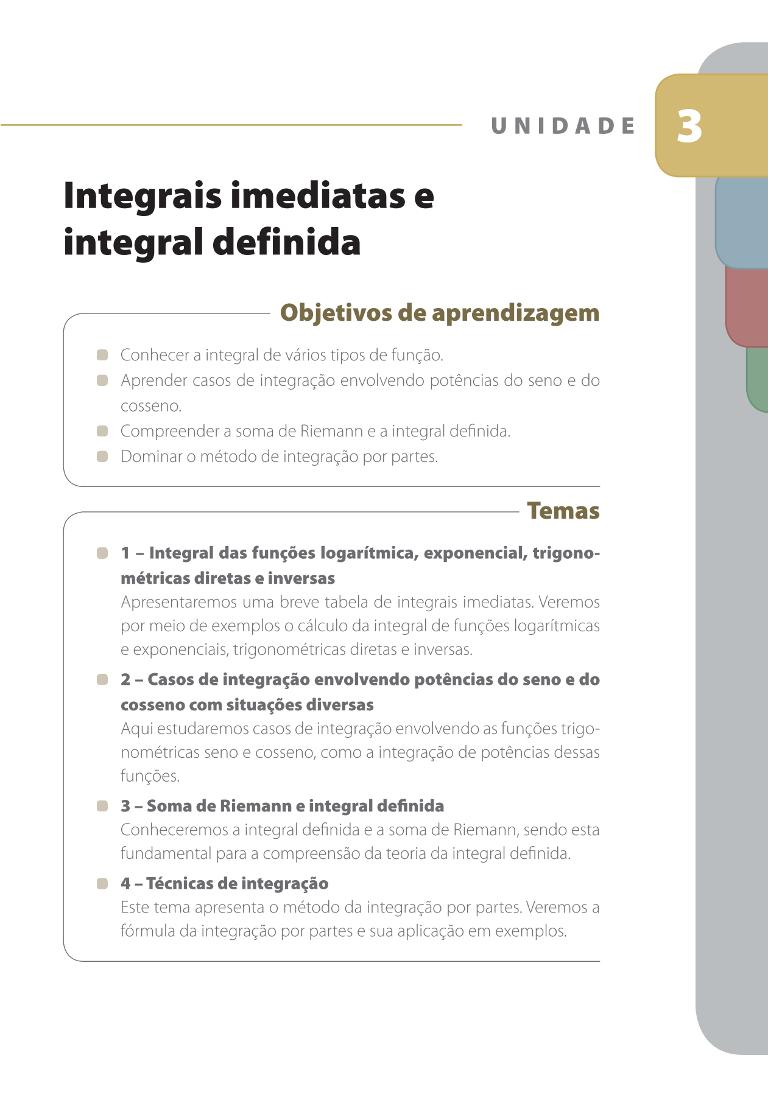 UNIDADE 3
Integrais imediatas e
integral definida
Objetivos de aprendizagem
Conhecer a integral de vários tipos de função.
Aprender casos de integração envolvendo potências do seno e do
cosseno.
Compreender a soma de Riemann e a integral definida.
Dominar o método de integração por partes.
Temas
1 – Integral das funções logarítmica, exponencial, trigono-
métricas diretas e inversas
Apresentaremos uma breve tabela de integrais imediatas. Veremos
por meio de exemplos o cálculo da integral de funções logarítmicas
e exponenciais, trigonométricas diretas e inversas.
2 – Casos de integração envolvendo potências do seno e do
cosseno com situações diversas
Aqui estudaremos casos de integração envolvendo as funções trigo-
nométricas seno e cosseno, como a integração de potências dessas
funções.
3 – Soma de Riemann e integral definida
Conheceremos a integral definida e a soma de Riemann, sendo esta
fundamental para a compreensão da teoria da integral definida.
4 – Técnicas de integração
Este tema apresenta o método da integração por partes. Veremos a
fórmula da integração por partes e sua aplicação em exemplos.